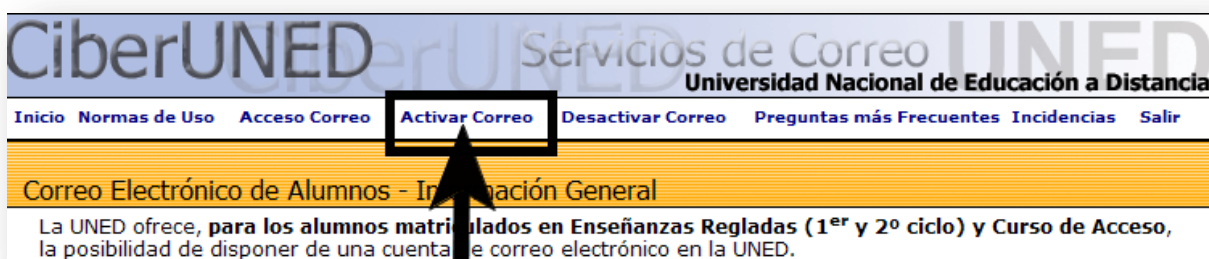 CiberUNED
Servicios de Correo UNED
Universidad Nacional de Educación a Distancia
Inicio Normas de Uso Acceso Correo Activar Correo Desactivar Correo Preguntas más Frecuentes Incidencias Salir
Correo Electrónico de Alumnos - Información General
La UNED ofrece, para los alumnos matriculados en Enseñanzas Regladas (1er y 2º ciclo) y Curso de Acceso,
la posibilidad de disponer de una cuenta de correo electrónico en la UNED.